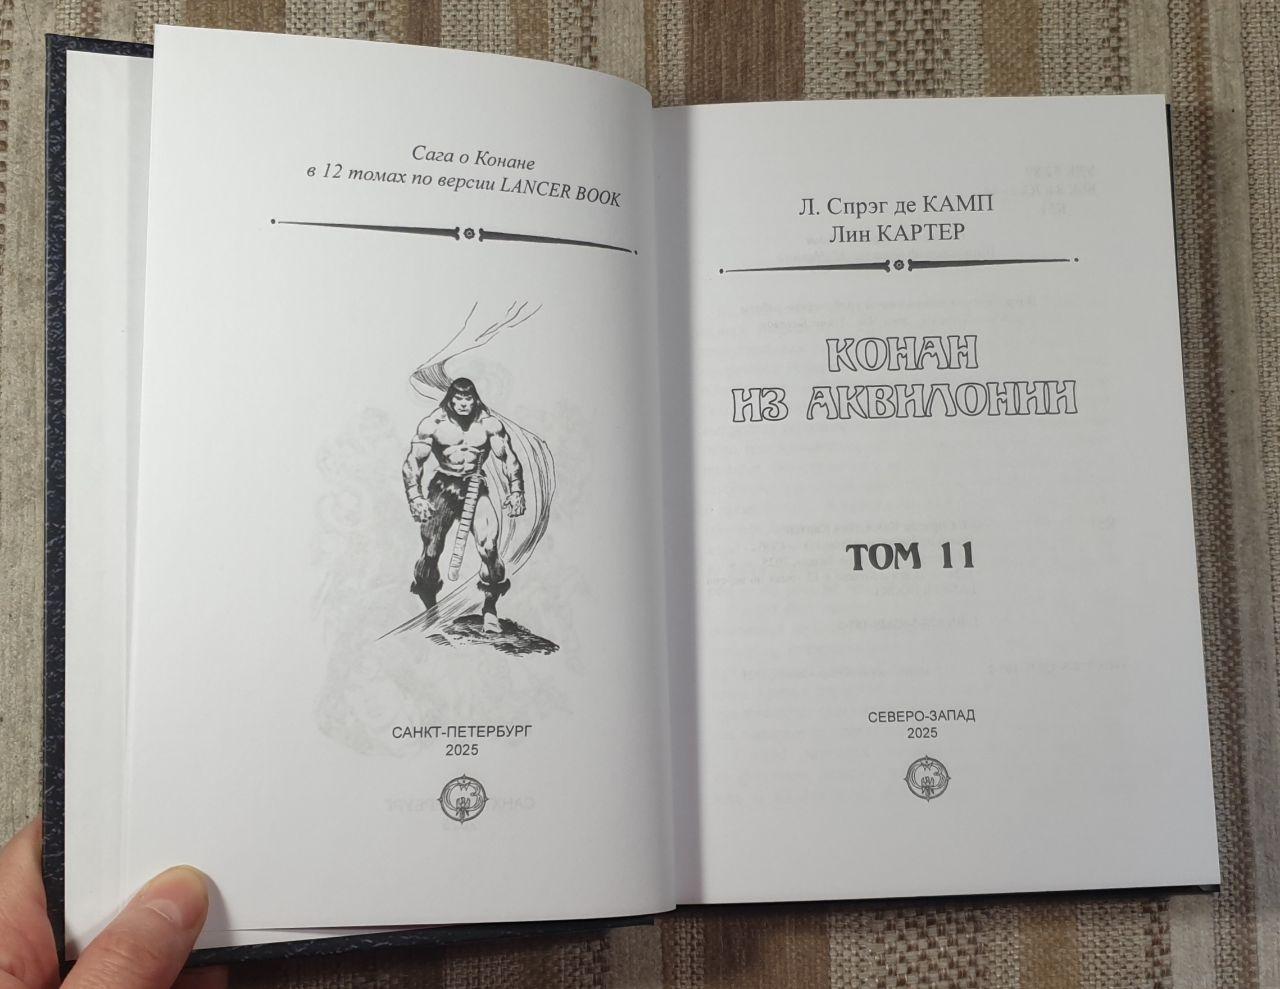 Сага о Конане
в 12 томах по версии LANCER BOOK
САНКТ-ПЕТЕРБУРГ
2025
Л. Спрэг де КАМП
Лин КАРТЕР
КОНАН
ИЗ АКВИЛОНИИ
ТОМ 11
СЕВЕРО-ЗАПАД
2025